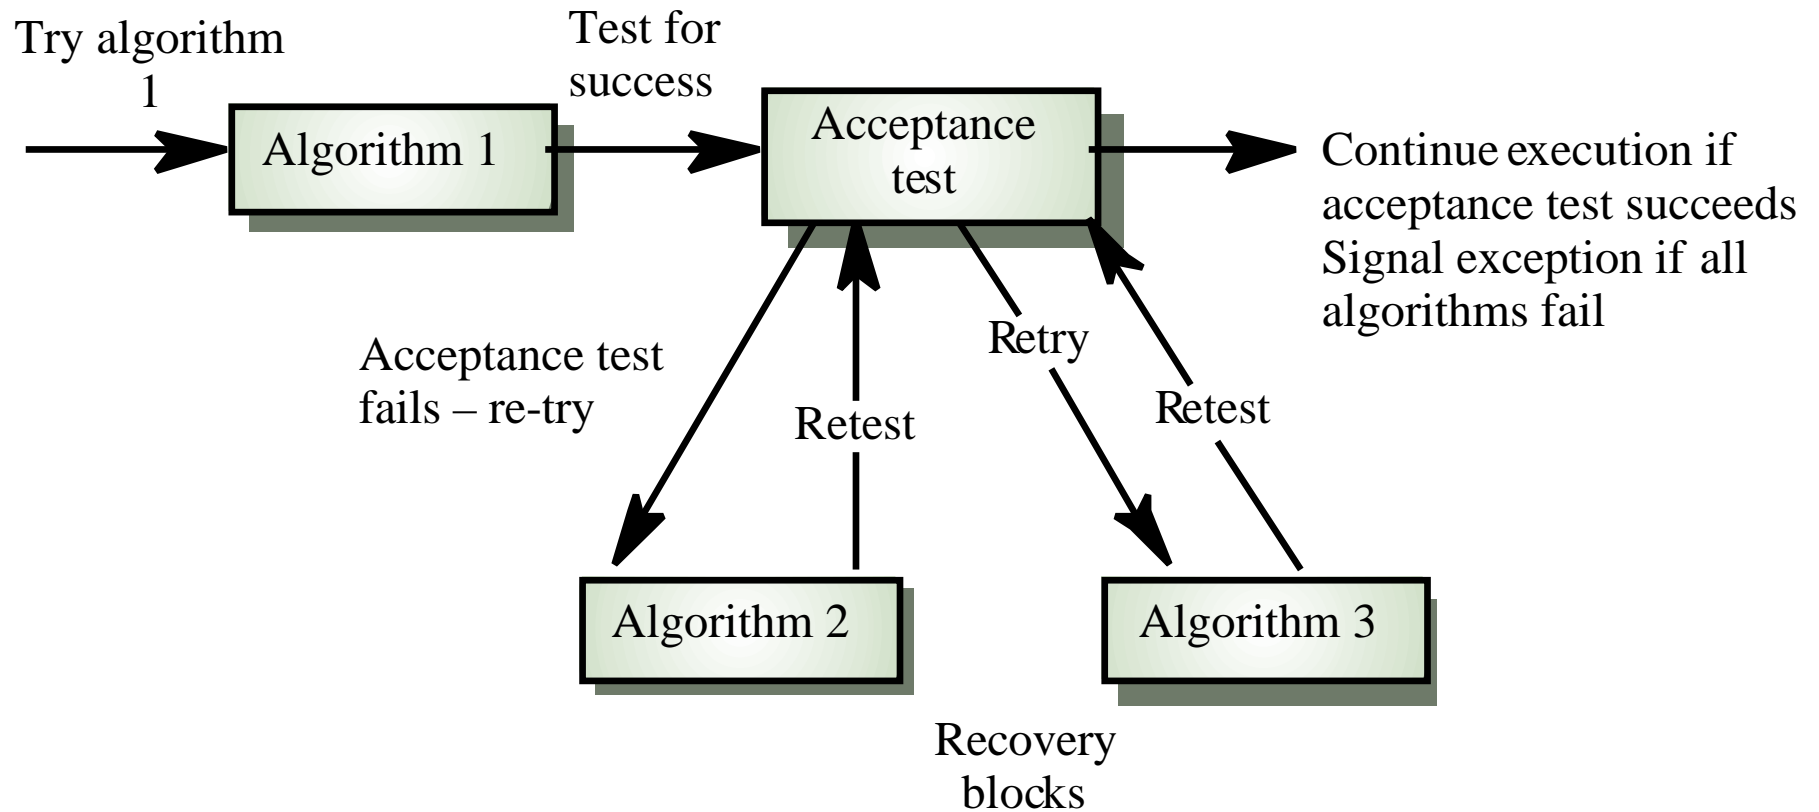 Try algorithm
1
Test for
success
Algorithm 1
Acceptance
test
Continue execution if
acceptance test succeeds
Signal exception if all
algorithms fail
Acceptance test
fails – re-try
Retest
Retry
Retest
Algorithm 2
Algorithm 3
Recovery
blocks